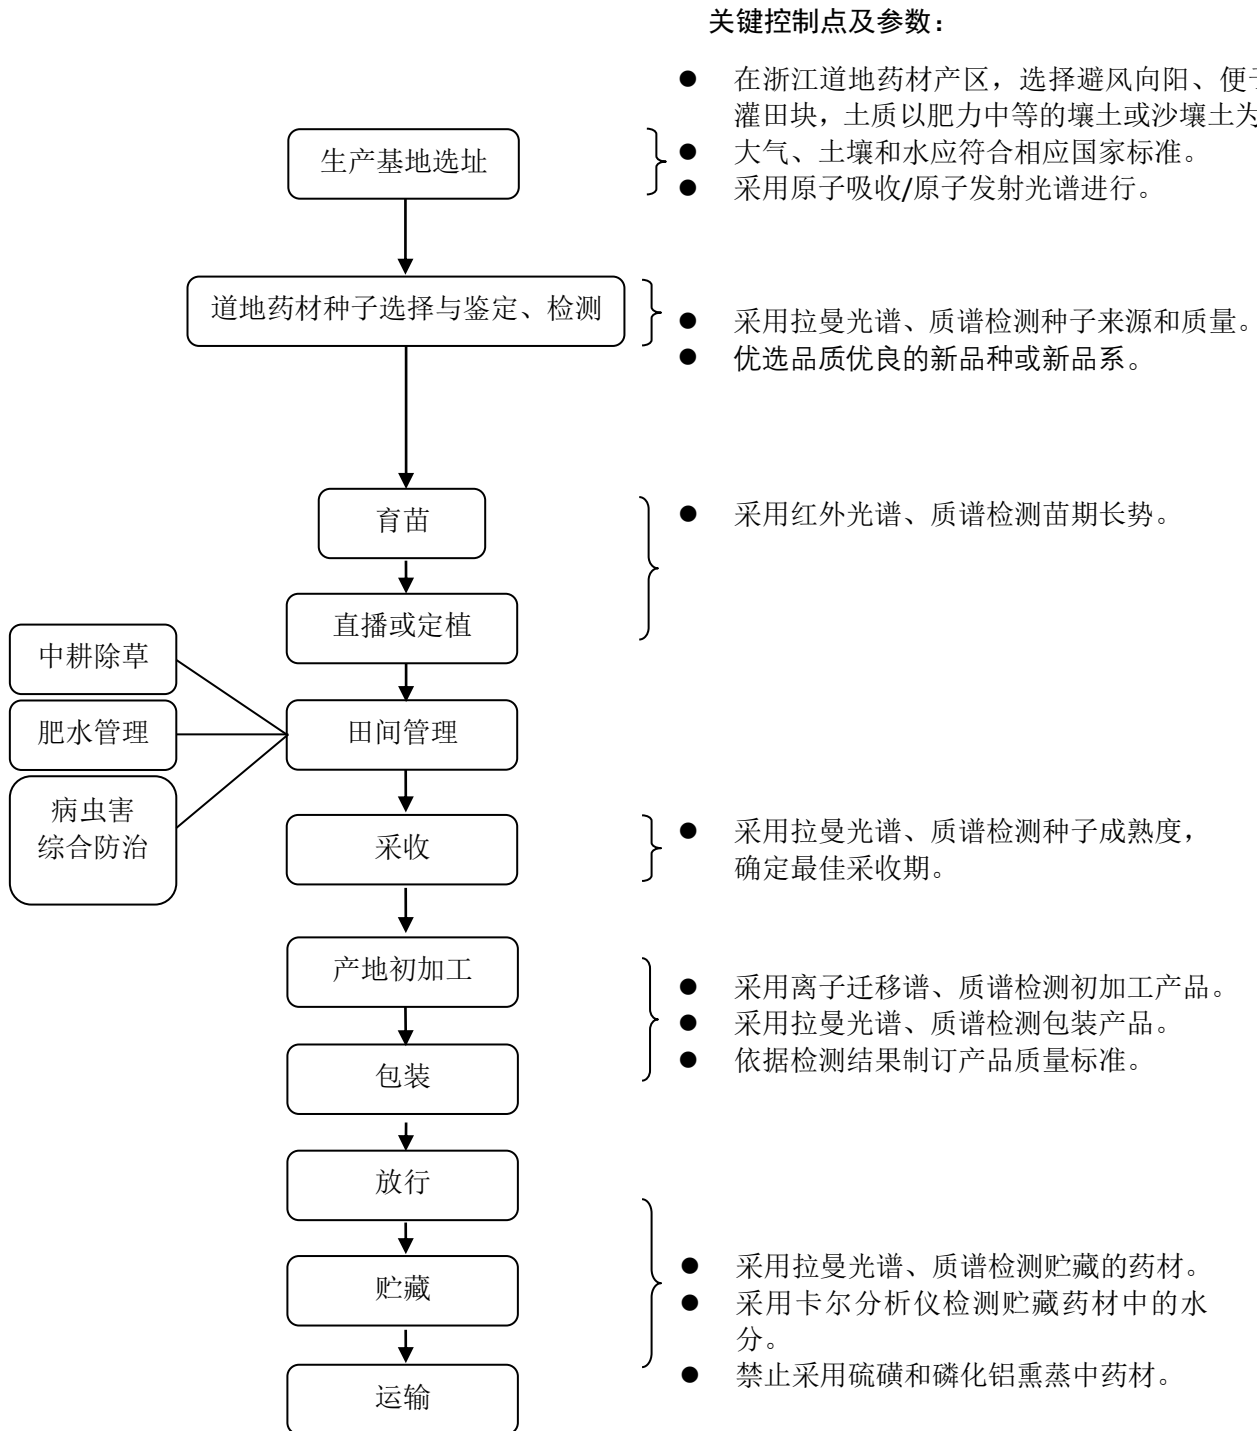 关键控制点及参数：
在浙江道地药材产区，选择避风向阳、便
灌田块，土质以肥力中等的壤土或沙壤土为
大气、土壤和水应符合相应国家标准。
采用原子吸收/原子发射光谱进行。
生产基地选址
道地药材种子选择与鉴定、检测
采用拉曼光谱、质谱检测种子来源和质量。
优选品质优良的新品种或新品系。
育苗
采用红外光谱、质谱检测苗期长势。
直播或定植
中耕除草
肥水管理
病虫害
综合防治
田间管理
采收
采用拉曼光谱、质谱检测种子成熟度，
确定最佳采收期。
产地初加工
包装
采用离子迁移谱、质谱检测初加工产品。
采用拉曼光谱、质谱检测包装产品。
依据检测结果制订产品质量标准。
放行
贮藏
运输
采用拉曼光谱、质谱检测贮藏的药材。
采用卡尔分析仪检测贮藏药材中的水
分。
禁止采用硫磺和磷化铝熏蒸中药材。